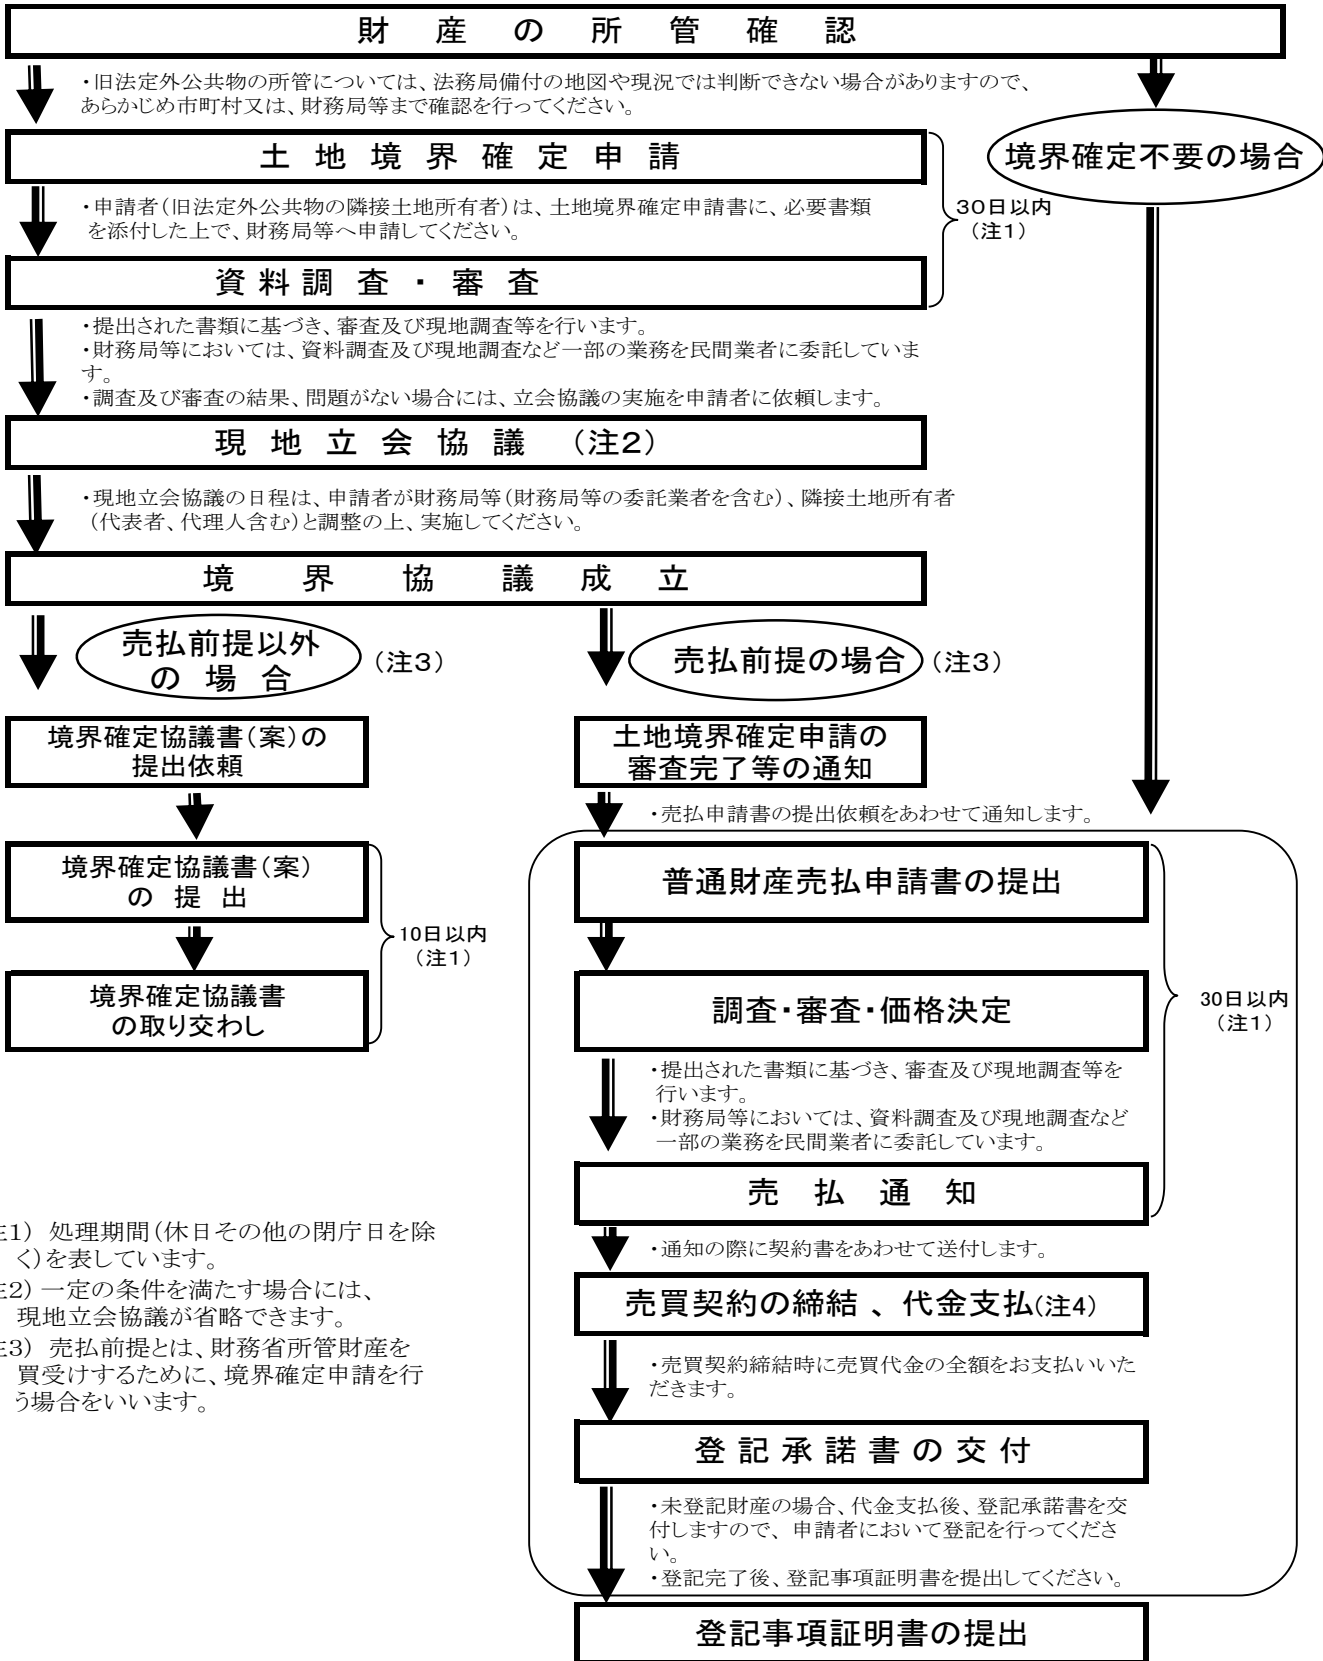 財産の所管確認
・旧法定外公共物の所管については、法務局備付の地図や現況では判断できない場合がありますので、
あらかじめ市町村又は、財務局等まで確認を行ってください。
土地境界確定申請
境界確定不要の場合
・申請者(旧法定外公共物の隣接土地所有者)は、土地境界確定申請書に、必要書類
を添付した上で、財務局等へ申請してください。
30日以内
(注1)
資料調査・審査
・提出された書類に基づき、審査及び現地調査等を行います。
・財務局等においては、資料調査及び現地調査など一部の業務を民間業者に委託していま
す。
・調査及び審査の結果、問題がない場合には、立会協議の実施を申請者に依頼します。
現地立会協議 (注2)
・現地立会協議の日程は、申請者が財務局等(財務局等の委託業者を含む)、隣接土地所有者
(代表者、代理人含む)と調整の上、実施してください。
境界協議成立
売払前提以外
の場合
(注3)
売払前提の場合
(注3)
境界確定協議書(案)の
提出依頼
土地境界確定申請の
審査完了等の通知
・売払申請書の提出依頼をあわせて通知します。
境界確定協議書(案)
の提出
10日以内
(注1)
境界確定協議書
の取り交わし
普通財産売払申請書の提出
調査・審査・価格決定
30日以内
(注1)
・提出された書類に基づき、審査及び現地調査等を
行います。
・財務局等においては、資料調査及び現地調査など
一部の業務を民間業者に委託しています。
売払通知
・通知の際に契約書をあわせて送付します。
売買契約の締結、代金支払(注4)
・売買契約締結時に売買代金の全額をお支払いいた
だきます。
登記承諾書の交付
・未登記財産の場合、代金支払後、登記承諾書を交
付しますので、申請者において登記を行ってくださ
い。
・登記完了後、登記事項証明書を提出してください。
登記事項証明書の提出
注1) 処理期間(休日その他の閉庁日を除
く)を表しています。
注2) 一定の条件を満たす場合には、
現地立会協議が省略できます。
注3) 売払前提とは、財務省所管財産を
買受けするために、境界確定申請を行
う場合をいいます。